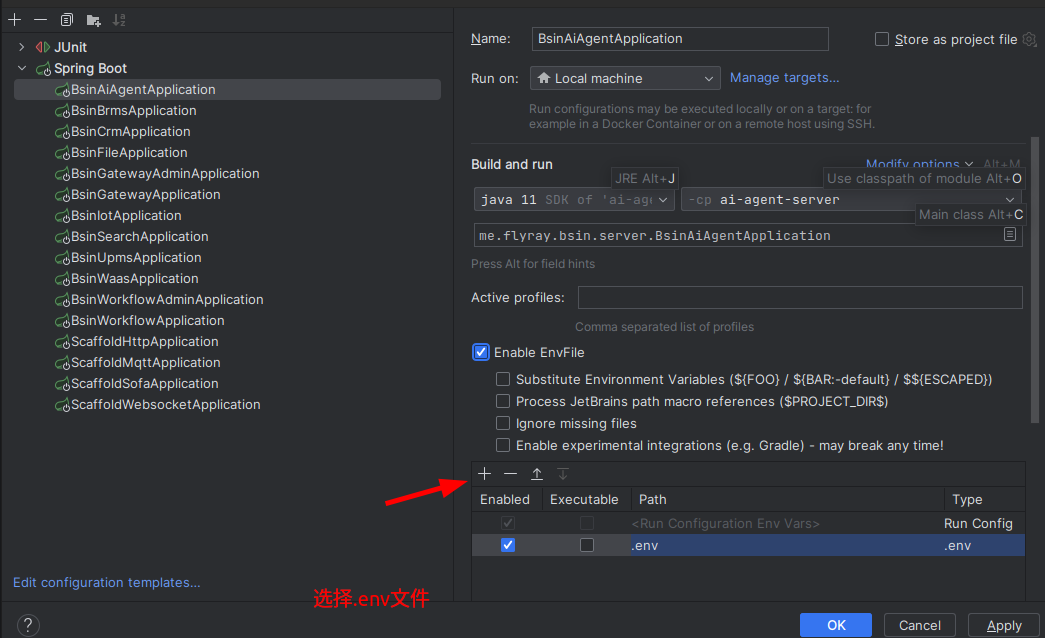 JUnit
Spring Boot
BsinAiAgentApplication
BsinBrmsApplication
BsinCrmApplication
BsinFileApplication
BsinGatewayAdminApplication
BsinGatewayApplication
BsinIotApplication
BsinSearchApplication
BsinUpmsApplication
BsinWaasApplication
BsinWorkflowAdminApplication
BsinWorkflowApplication
ScaffoldHttpApplication
ScaffoldMqttApplication
ScaffoldSofaApplication
ScaffoldWebsocketApplication
Edit configuration templates...
Name: BsinAiAgentApplication Store as project file
Run on: Local machine Manage targets...
Run configurations may be executed locally or on a target: for
example in a Docker Container or on a remote host using SSH.
Build and run Modify options Alt+M
JRE Alt+J Use classpath of module Alt+O
java 11 SDK of 'ai-age -cp ai-agent-server
Main class Alt+C
me.flyray.bsin.server.BsinAiAgentApplication
Press Alt for field hints
Active profiles:
Comma separated list of profiles
Enable EnvFile
Substitute Environment Variables (${FOO} / ${BAR:-default} / $${ESCAPED})
Process JetBrains path macro references ($PROJECT_DIR$)
Ignore missing files
Enable experimental integrations (e.g. Gradle) - may break any time!
Enabled Executable Path Type
<Run Configuration Env Vars> Run Config
.env .env
选择.env文件
? OK Cancel Apply